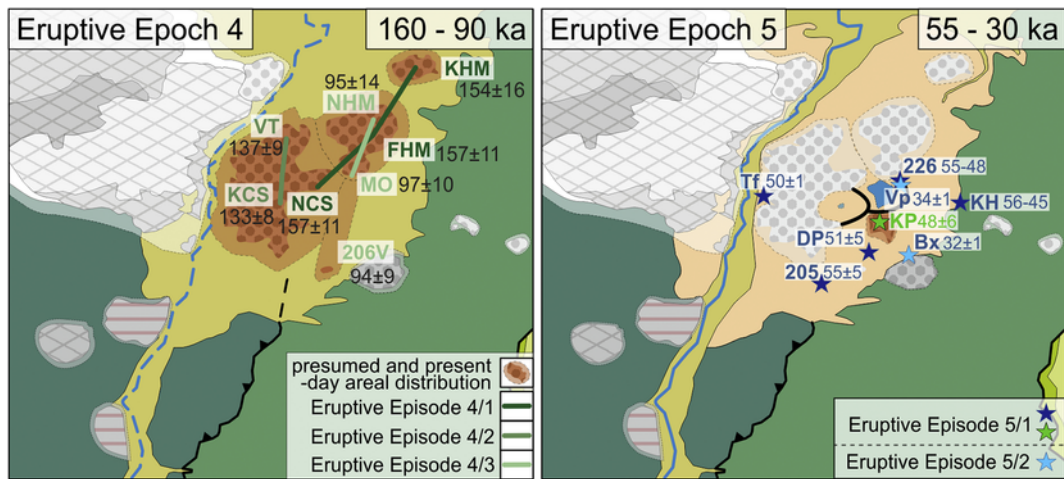 Eruptive Epoch 4
160 - 90 ka
KHM
154±16
95±14
NHM
VT
137±9
FHM 157±11
MO 97±10
KCS
133±8
NCS
157±11
206V
94±9
presumed and present
-day areal distribution
Eruptive Episode 4/1
Eruptive Episode 4/2
Eruptive Episode 4/3
Eruptive Epoch 5
55 - 30 ka
226 55-48
Tf 50±1
Vp 34±1
KH 56-45
KP 48±6
DP 51±5
Bx 32±1
205 55±5
Eruptive Episode 5/1
Eruptive Episode 5/2